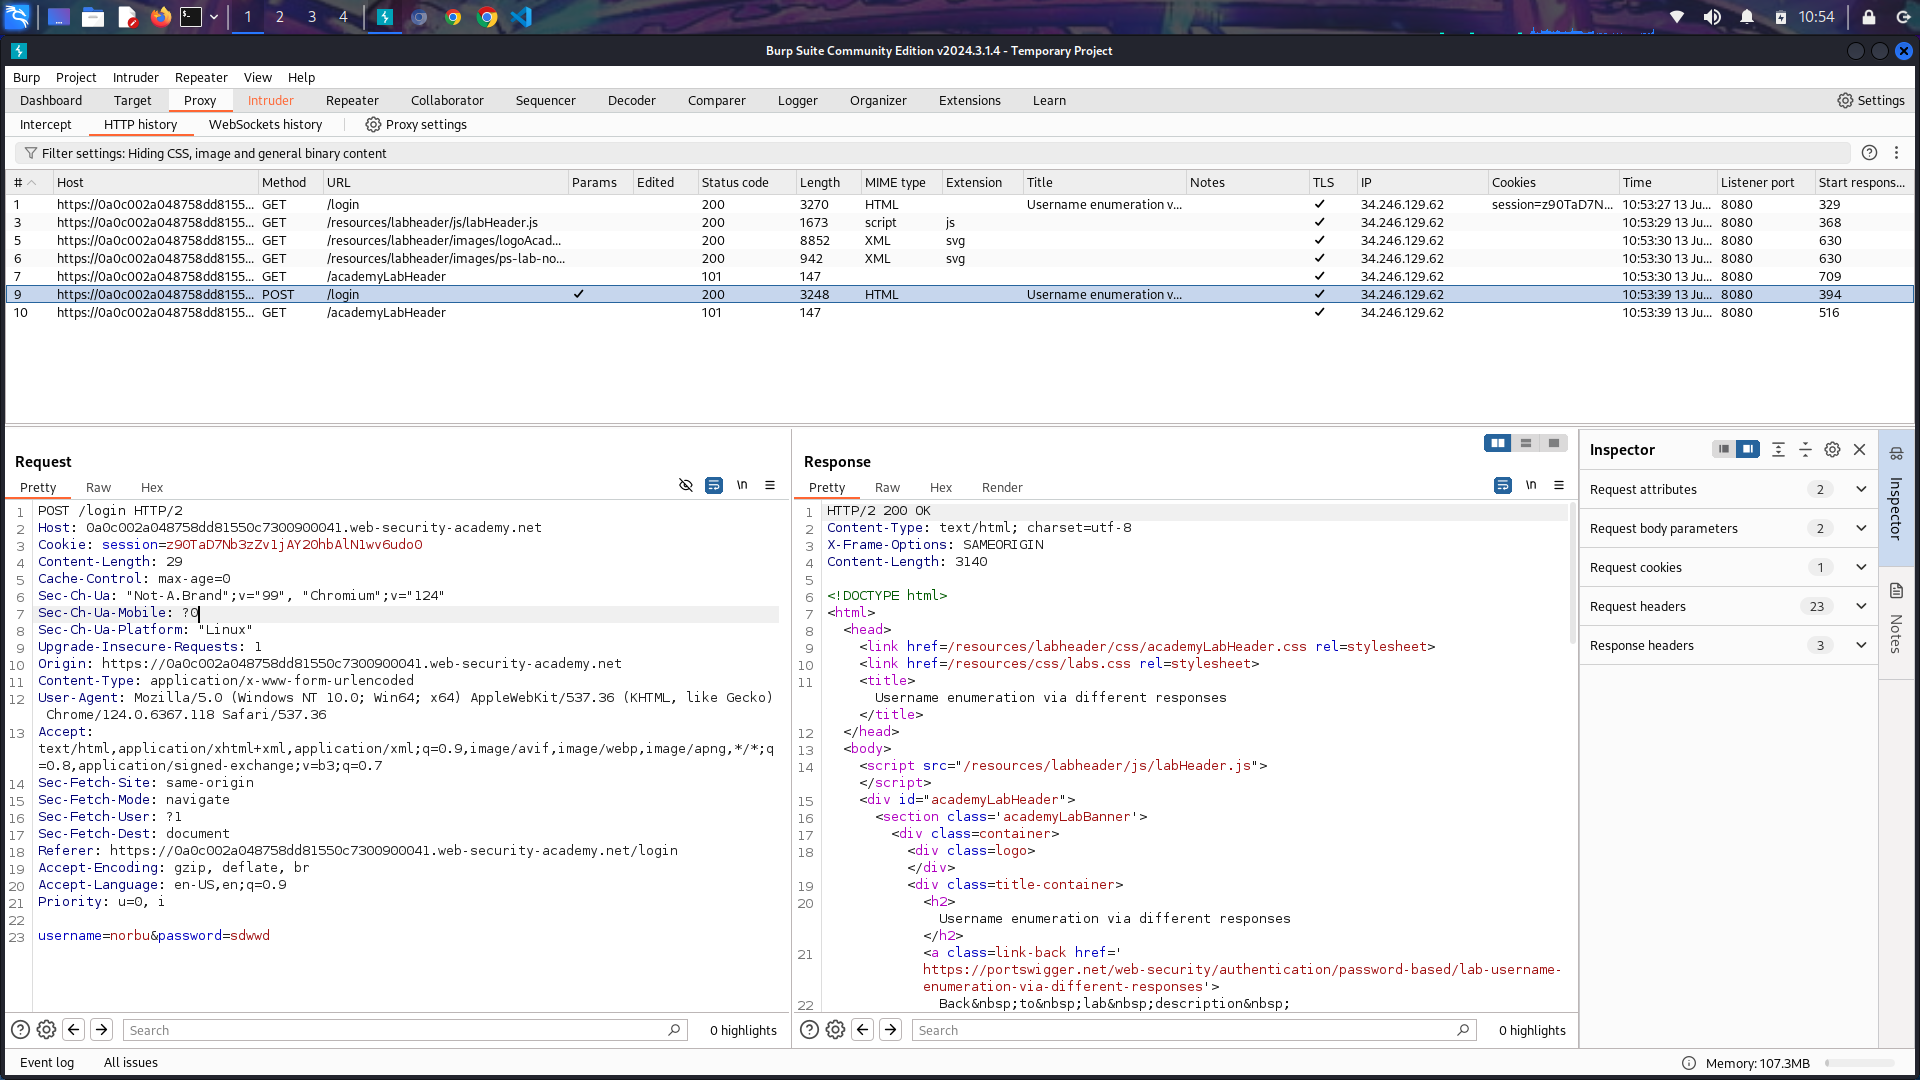 1 2 3 4 10:54
Burp Suite Community Edition v2024.3.1.4 - Temporary Project
Burp Project Intruder Repeater View Help
Dashboard Target Proxy Intruder Repeater Collaborator Sequencer Decoder Comparer Logger Organizer Extensions Learn Settings
Intercept HTTP history WebSockets history Proxy settings
Filter settings: Hiding CSS, image and general binary content
# Host Method URL Params Edited Status code Length MIME type Extension Title Notes TLS IP Cookies Time Listener port Start respons...
1 https://0a0c002a048758dd8155... GET /login 200 3270 HTML Username enumeration v... ✓ 34.246.129.62 session=z90TaD7N... 10:53:27 13 Ju... 8080 329
3 https://0a0c002a048758dd8155... GET /resources/labheader/js/labHeader.js 200 1673 script js ✓ 34.246.129.62 10:53:29 13 Ju... 8080 368
5 https://0a0c002a048758dd8155... GET /resources/labheader/images/logoAcad... 200 8852 XML svg ✓ 34.246.129.62 10:53:30 13 Ju... 8080 630
6 https://0a0c002a048758dd8155... GET /resources/labheader/images/ps-lab-no... 200 942 XML svg ✓ 34.246.129.62 10:53:30 13 Ju... 8080 630
7 https://0a0c002a048758dd8155... GET /academyLabHeader 101 147 ✓ 34.246.129.62 10:53:30 13 Ju... 8080 709
9 https://0a0c002a048758dd8155... POST /login ✓ 200 3248 HTML Username enumeration v... ✓ 34.246.129.62 10:53:39 13 Ju... 8080 394
10 https://0a0c002a048758dd8155... GET /academyLabHeader 101 147 ✓ 34.246.129.62 10:53:39 13 Ju... 8080 516
Request
Pretty Raw Hex \n
1 POST /login HTTP/2
2 Host: 0a0c002a048758dd81550c7300900041.web-security-academy.net
3 Cookie: session=z90TaD7Nb3zZv1jAY20hbAlN1wv6udo0
4 Content-Length: 29
5 Cache-Control: max-age=0
6 Sec-Ch-Ua: "Not-A.Brand";v="99", "Chromium";v="124"
7 Sec-Ch-Ua-Mobile: ?0
8 Sec-Ch-Ua-Platform: "Linux"
9 Upgrade-Insecure-Requests: 1
10 Origin: https://0a0c002a048758dd81550c7300900041.web-security-academy.net
11 Content-Type: application/x-www-form-urlencoded
12 User-Agent: Mozilla/5.0 (Windows NT 10.0; Win64; x64) AppleWebKit/537.36 (KHTML, like Gecko)
Chrome/124.0.6367.118 Safari/537.36
13 Accept:
text/html,application/xhtml+xml,application/xml;q=0.9,image/avif,image/webp,image/apng,*/*;q
=0.8,application/signed-exchange;v=b3;q=0.7
14 Sec-Fetch-Site: same-origin
15 Sec-Fetch-Mode: navigate
16 Sec-Fetch-User: ?1
17 Sec-Fetch-Dest: document
18 Referer: https://0a0c002a048758dd81550c7300900041.web-security-academy.net/login
19 Accept-Encoding: gzip, deflate, br
20 Accept-Language: en-US,en;q=0.9
21 Priority: u=0, i
22
23 username=norbu&password=sdwwd
Search 0 highlights
Response
Pretty Raw Hex Render \n
1 HTTP/2 200 OK
2 Content-Type: text/html; charset=utf-8
3 X-Frame-Options: SAMEORIGIN
4 Content-Length: 3140
5
6 <!DOCTYPE html>
7 <html>
8 <head>
9 <link href=/resources/labheader/css/academyLabHeader.css rel=stylesheet>
10 <link href=/resources/css/labs.css rel=stylesheet>
11 <title>
Username enumeration via different responses
</title>
12 </head>
13 <body>
14 <script src="/resources/labheader/js/labHeader.js">
</script>
15 <div id="academyLabHeader">
16 <section class='academyLabBanner'>
17 <div class=container>
18 <div class=logo>
</div>
19 <div class=title-container>
20 <h2>
Username enumeration via different responses
</h2>
21 <a class=link-back href='
https://portswigger.net/web-security/authentication/password-based/lab-username-
enumeration-via-different-responses'>
22 Back&nbsp;to&nbsp;lab&nbsp;description&nbsp;
Search 0 highlights
Inspector
Request attributes 2
Request body parameters 2
Request cookies 1
Request headers 23
Response headers 3
Inspector
Notes
Event log All issues Memory: 107.3MB